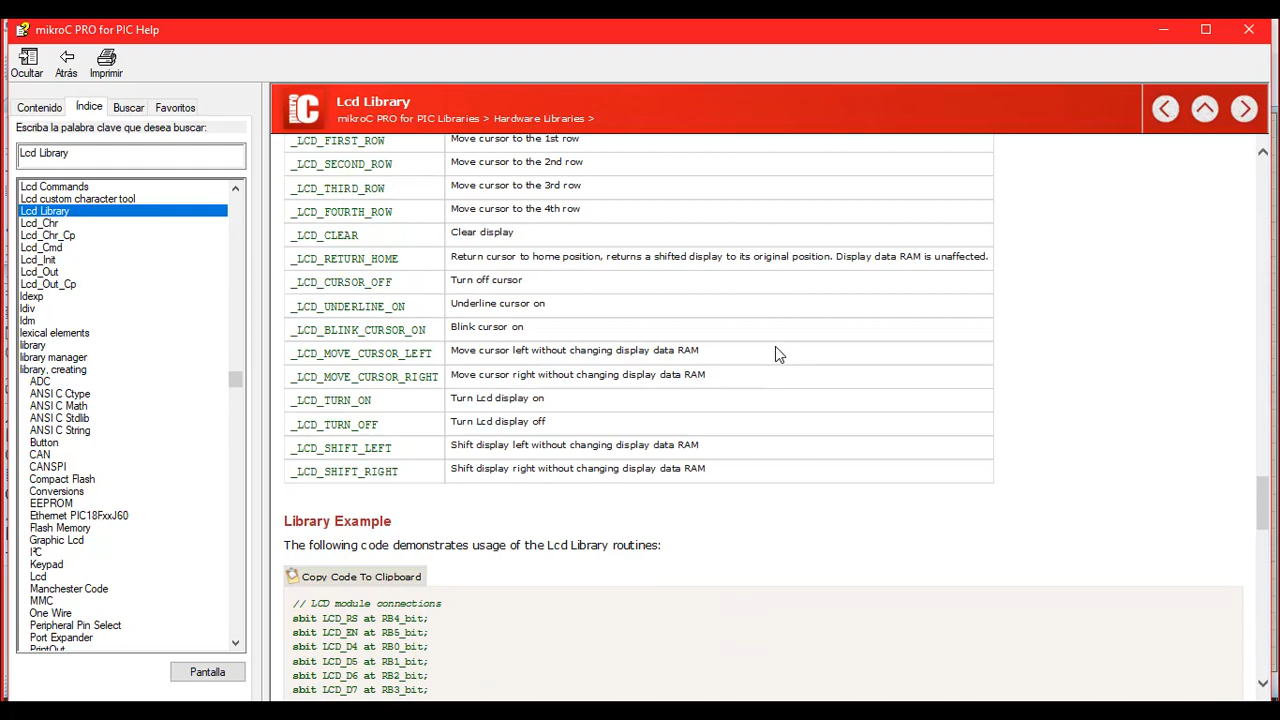 mikroC PRO for PIC Help
Ocultar
Atrás
Imprimir
Contenido
Índice
Buscar
Favoritos
Escriba la palabra clave que desea buscar:
Lcd Library
Lcd Commands
Lcd custom character tool
Lcd Library
Lcd_Chr
Lcd_Chr_Cp
Lcd_Cmd
Lcd_Init
Lcd_Out
Lcd_Out_Cp
ldexp
ldiv
ldm
lexical elements
library
library manager
library, creating
ADC
ANSI C Ctype
ANSI C Math
ANSI C Stdlib
ANSI C String
Button
CAN
CANSPI
Compact Flash
Conversions
EEPROM
Ethernet PIC18FxxJ60
Flash Memory
Graphic Lcd
I²C
Keypad
Lcd
Manchester Code
MMC
One Wire
Peripheral Pin Select
Port Expander
PrintOut
Pantalla
mikro
iC
Lcd Library
mikroC PRO for PIC Libraries > Hardware Libraries >
_LCD_FIRST_ROW Move cursor to the 1st row
_LCD_SECOND_ROW Move cursor to the 2nd row
_LCD_THIRD_ROW Move cursor to the 3rd row
_LCD_FOURTH_ROW Move cursor to the 4th row
_LCD_CLEAR Clear display
_LCD_RETURN_HOME Return cursor to home position, returns a shifted display to its original position. Display data RAM is unaffected.
_LCD_CURSOR_OFF Turn off cursor
_LCD_UNDERLINE_ON Underline cursor on
_LCD_BLINK_CURSOR_ON Blink cursor on
_LCD_MOVE_CURSOR_LEFT Move cursor left without changing display data RAM
_LCD_MOVE_CURSOR_RIGHT Move cursor right without changing display data RAM
_LCD_TURN_ON Turn Lcd display on
_LCD_TURN_OFF Turn Lcd display off
_LCD_SHIFT_LEFT Shift display left without changing display data RAM
_LCD_SHIFT_RIGHT Shift display right without changing display data RAM
Library Example
The following code demonstrates usage of the Lcd Library routines:
Copy Code To Clipboard
// LCD module connections
sbit LCD_RS at RB4_bit;
sbit LCD_EN at RB5_bit;
sbit LCD_D4 at RB0_bit;
sbit LCD_D5 at RB1_bit;
sbit LCD_D6 at RB2_bit;
sbit LCD_D7 at RB3_bit;